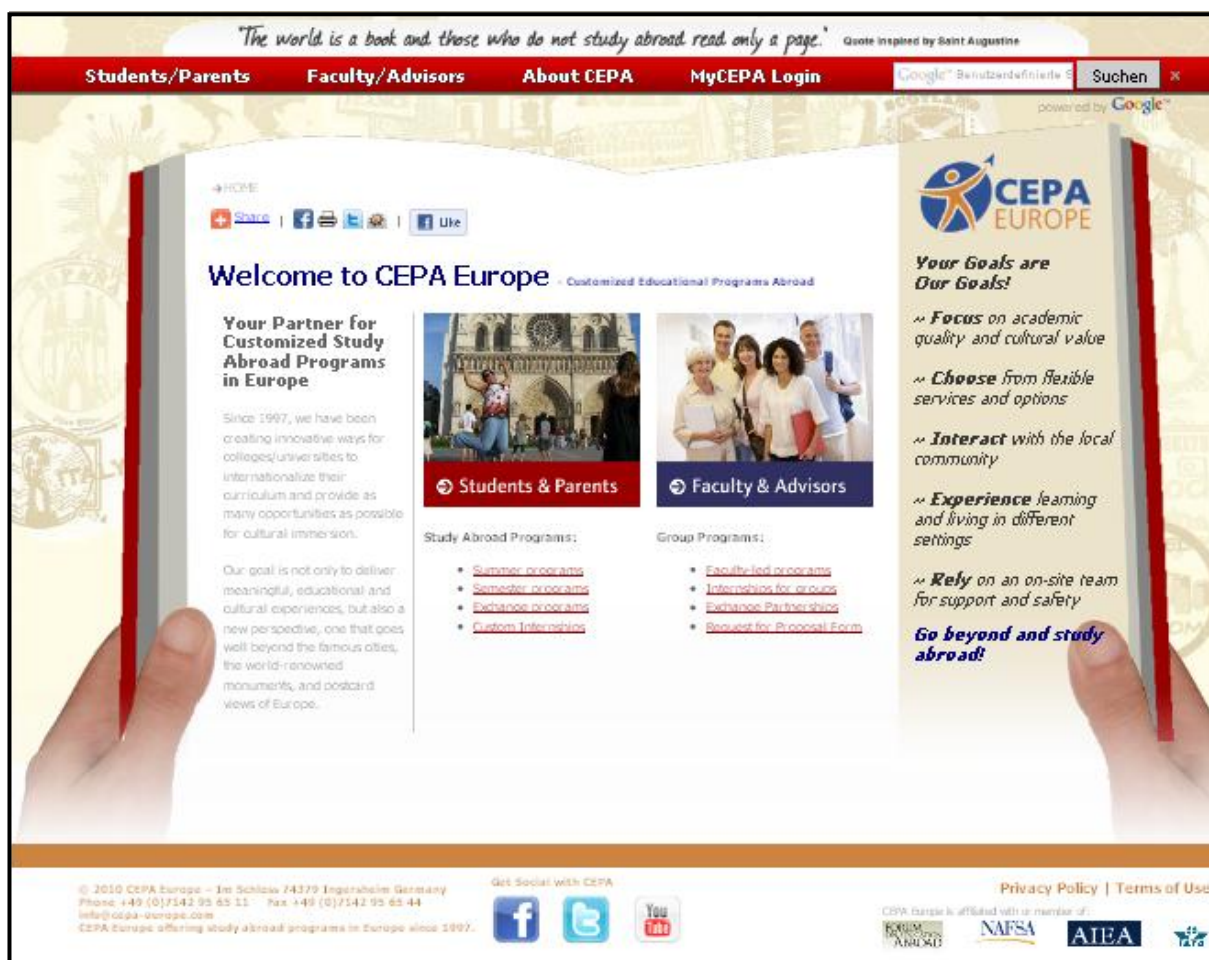 "The world is a book and those who do not study abroad read only a page." Quote inspired by Saint Augustine
Students/Parents Faculty/Advisors About CEPA MyCEPA Login Google™ Benutzerdefinierte S Suchen ×
powered by Google™
HOME
Share | | Like
CEPA
EUROPE
Welcome to CEPA Europe - Customized Educational Programs Abroad
Your Partner for
Customized Study
Abroad Programs
in Europe
Since 1997, we have been
creating innovative ways for
colleges/universities to
internationalize their
curriculum and provide as
many opportunities as possible
for cultural immersion.
Our goal is not only to deliver
meaningful, educational and
cultural experiences, but also a
new perspective, one that goes
well beyond the famous cities,
the world-renowned
monuments, and postcard
views of Europe.
Students & Parents
Study Abroad Programs:
• Summer programs
• Semester programs
• Exchange programs
• Custom Internships
Faculty & Advisors
Group Programs:
• Faculty-led programs
• Internships for groups
• Exchange Partnerships
• Request for Proposal Form
Your Goals are
Our Goals!
~ Focus on academic
quality and cultural value
~ Choose from flexible
services and options
~ Interact with the local
community
~ Experience learning
and living in different
settings
~ Rely on an on-site team
for support and safety
Go beyond and study
abroad!
© 2010 CEPA Europe – Im Schloss 74379 Ingersheim Germany
Phone +49 (0)7142 95 65 11 Fax +49 (0)7142 95 65 44
info@cepa-europe.com
CEPA Europe offering study abroad programs in Europe since 1997.
Get Social with CEPA
You
Tube
Privacy Policy | Terms of Use
CEPA Europe is affiliated with or member of:
FORUM
ABROAD
NAFSA
AIEA